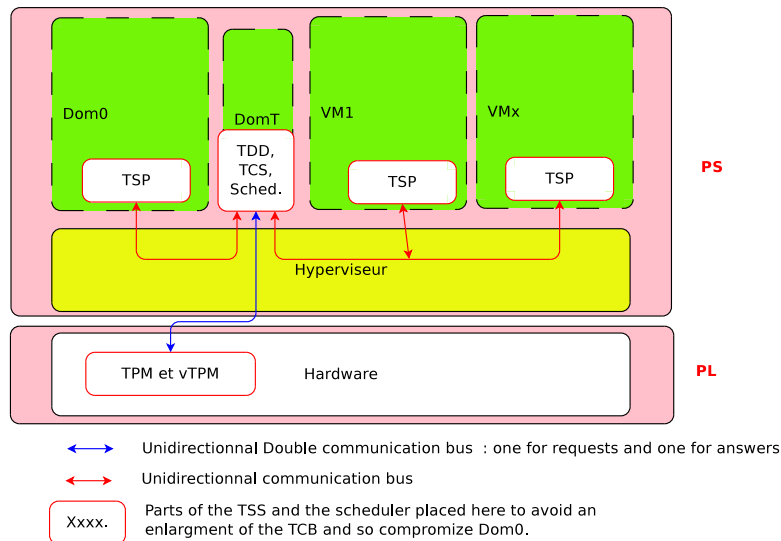 Dom0
DomT
VM1
VMx
TDD,
TCS,
Sched.
TSP
TSP
TSP
PS
Hyperviseur
TPM et vTPM
Hardware
PL
Unidirectionnal Double communication bus : one for requests and one for answers
Unidirectionnal communication bus
Xxxx.
Parts of the TSS and the scheduler placed here to avoid an
enlargment of the TCB and so compromize Dom0.